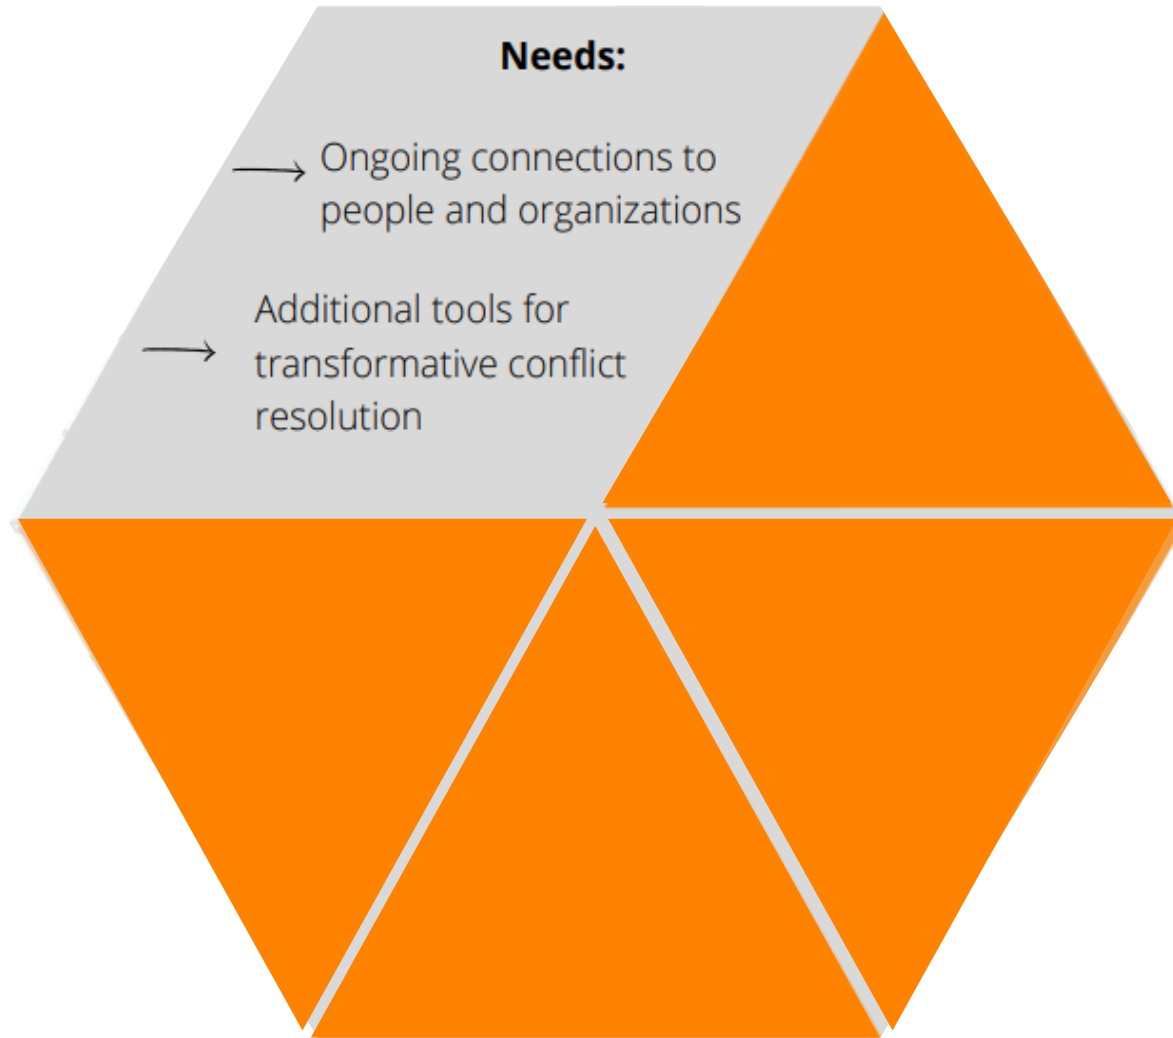 Needs:
Ongoing connections to
people and organizations
Additional tools for
transformative conflict
resolution